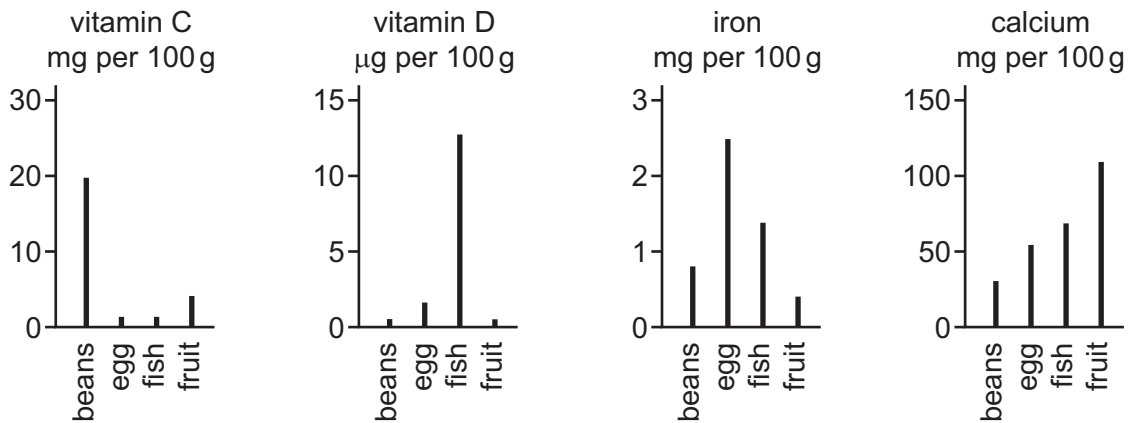 vitamin C
mg per 100 g
30
20
10
0
beans
egg
fish
fruit
vitamin D
μg per 100 g
15
10
5
0
beans
egg
fish
fruit
iron
mg per 100 g
3
2
1
0
beans
egg
fish
fruit
calcium
mg per 100 g
150
100
50
0
beans
egg
fish
fruit